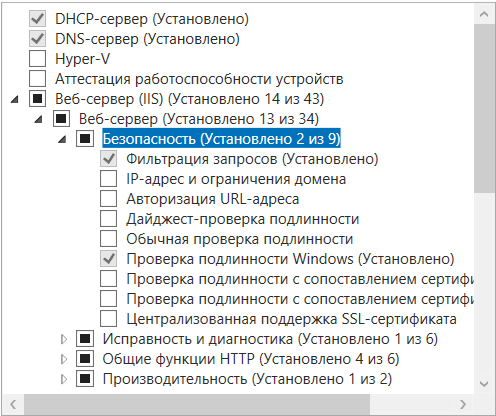 DHCP-сервер (Установлено)
DNS-сервер (Установлено)
Hyper-V
Аттестация работоспособности устройств
Веб-сервер (IIS) (Установлено 14 из 43)
Веб-сервер (Установлено 13 из 34)
Безопасность (Установлено 2 из 9)
Фильтрация запросов (Установлено)
IP-адрес и ограничения домена
Авторизация URL-адреса
Дайджест-проверка подлинности
Обычная проверка подлинности
Проверка подлинности Windows (Установлено)
Проверка подлинности с сопоставлением сертифи
Проверка подлинности с сопоставлением сертифи
Централизованная поддержка SSL-сертификата
Исправность и диагностика (Установлено 1 из 6)
Общие функции HTTP (Установлено 4 из 6)
Производительность (Установлено 1 из 2)